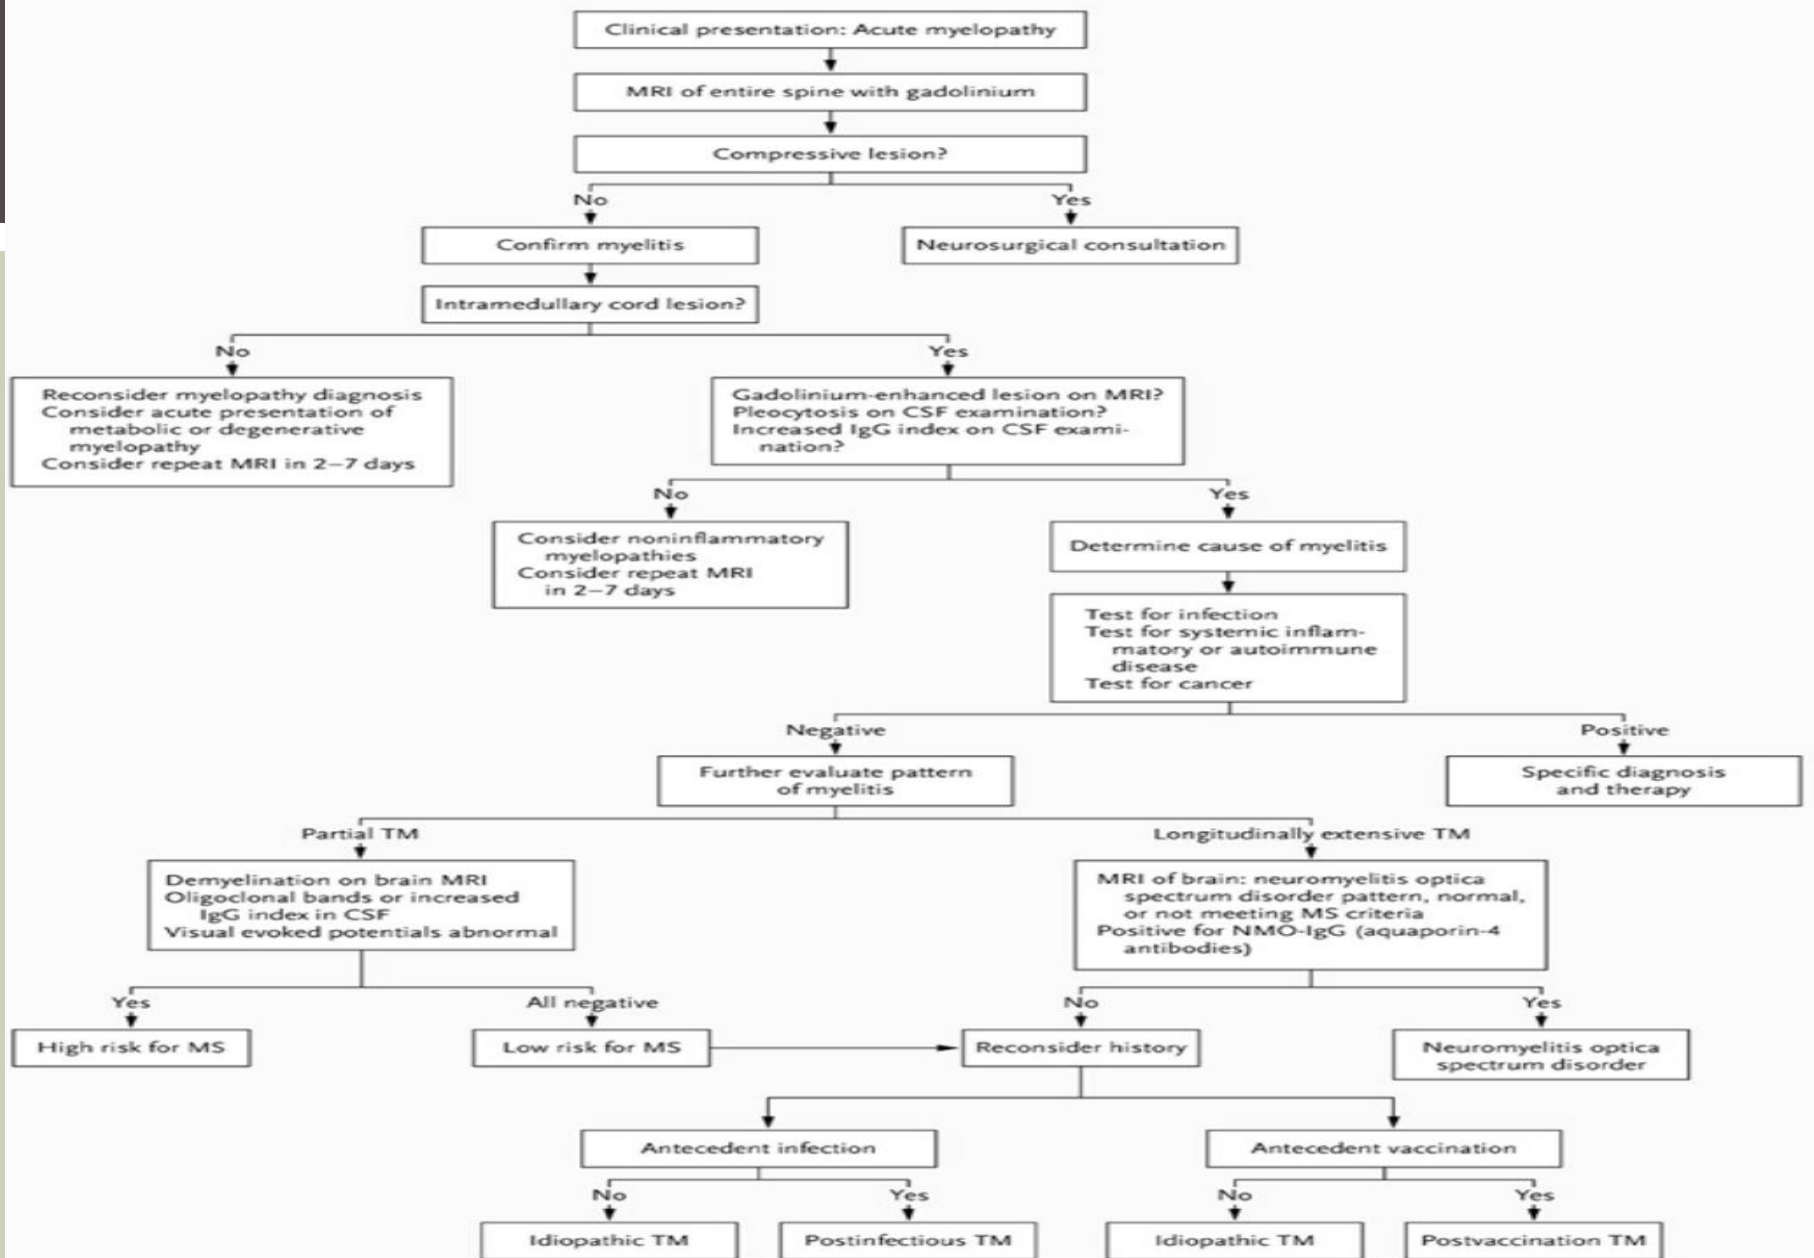 Clinical presentation: Acute myelopathy
MRI of entire spine with gadolinium
Compressive lesion?
No
Yes
Confirm myelitis
Neurosurgical consultation
Intramedullary cord lesion?
No
Yes
Reconsider myelopathy diagnosis
Consider acute presentation of
metabolic or degenerative
myelopathy
Consider repeat MRI in 2–7 days
Gadolinium-enhanced lesion on MRI?
Pleocytosis on CSF examination?
Increased IgG index on CSF exami-
nation?
No
Yes
Consider noninflammatory
myelopathies
Consider repeat MRI
in 2–7 days
Determine cause of myelitis
Test for infection
Test for systemic inflam-
matory or autoimmune
disease
Test for cancer
Negative
Positive
Further evaluate pattern
of myelitis
Specific diagnosis
and therapy
Partial TM
Longitudinally extensive TM
Demyelination on brain MRI
Oligoclonal bands or increased
IgG index in CSF
Visual evoked potentials abnormal
MRI of brain: neuromyelitis optica
spectrum disorder pattern, normal,
or not meeting MS criteria
Positive for NMO-IgG (aquaporin-4
antibodies)
Yes
All negative
No
Yes
High risk for MS
Low risk for MS
Reconsider history
Neuromyelitis optica
spectrum disorder
Antecedent infection
Antecedent vaccination
No
Yes
No
Yes
Idiopathic TM
Postinfectious TM
Idiopathic TM
Postvaccination TM